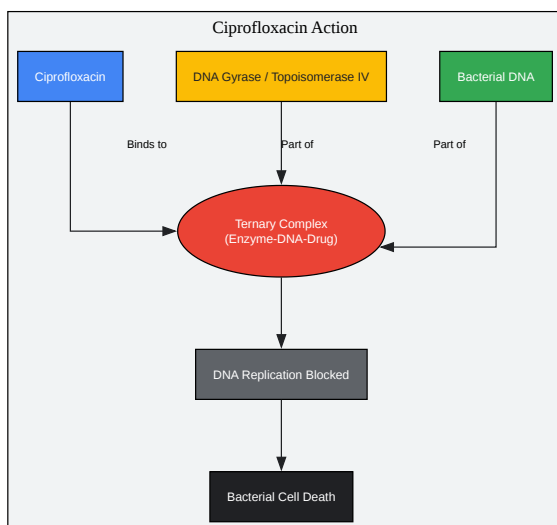 Ciprofloxacin Action
Ciprofloxacin
DNA Gyrase / Topoisomerase IV
Bacterial DNA
Binds to
Part of
Part of
Ternary Complex
(Enzyme-DNA-Drug)
DNA Replication Blocked
Bacterial Cell Death